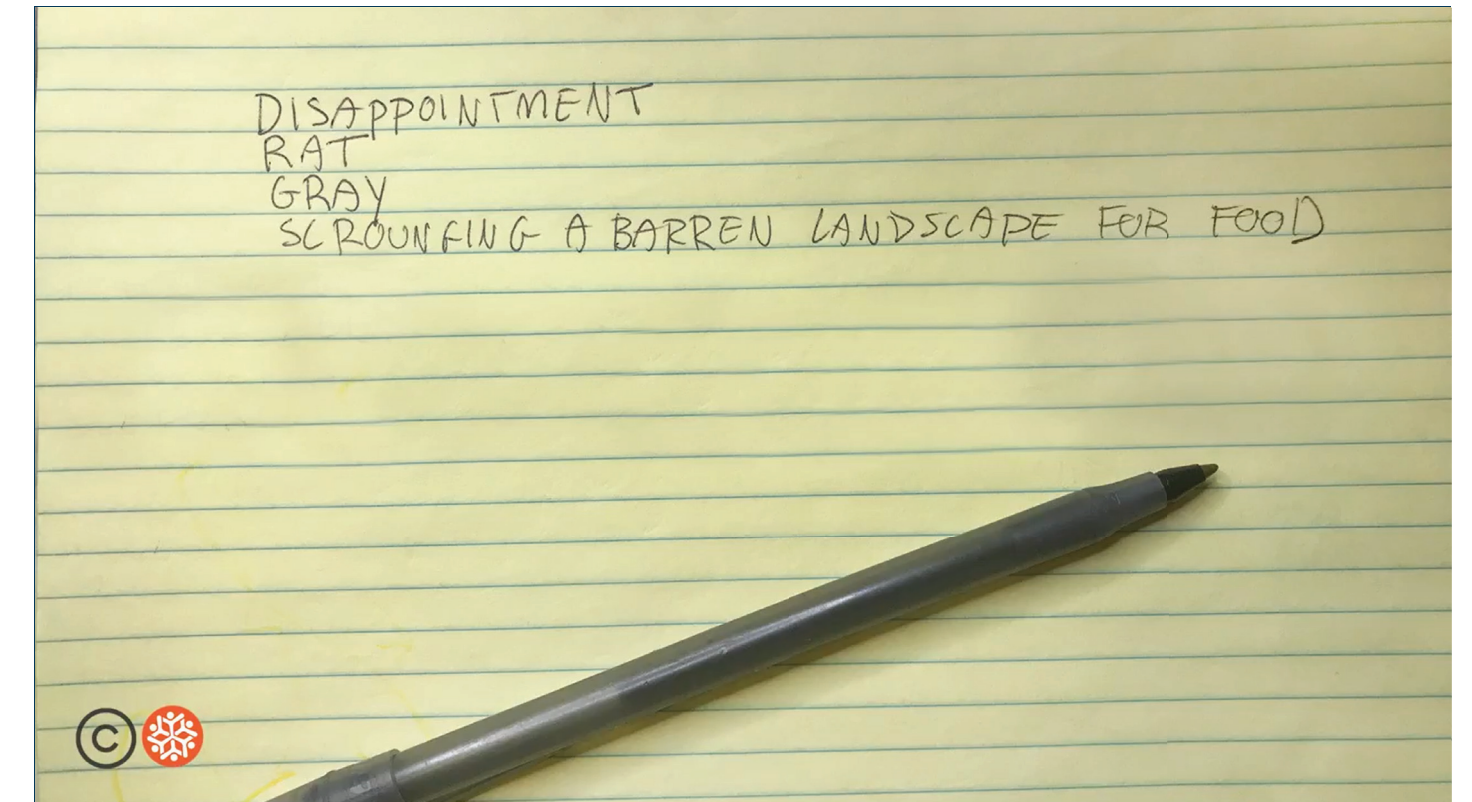 DISAPPOINTMENT
RAT
GRAY
SCROUNGING A BARREN LANDSCAPE FOR FOOD
©